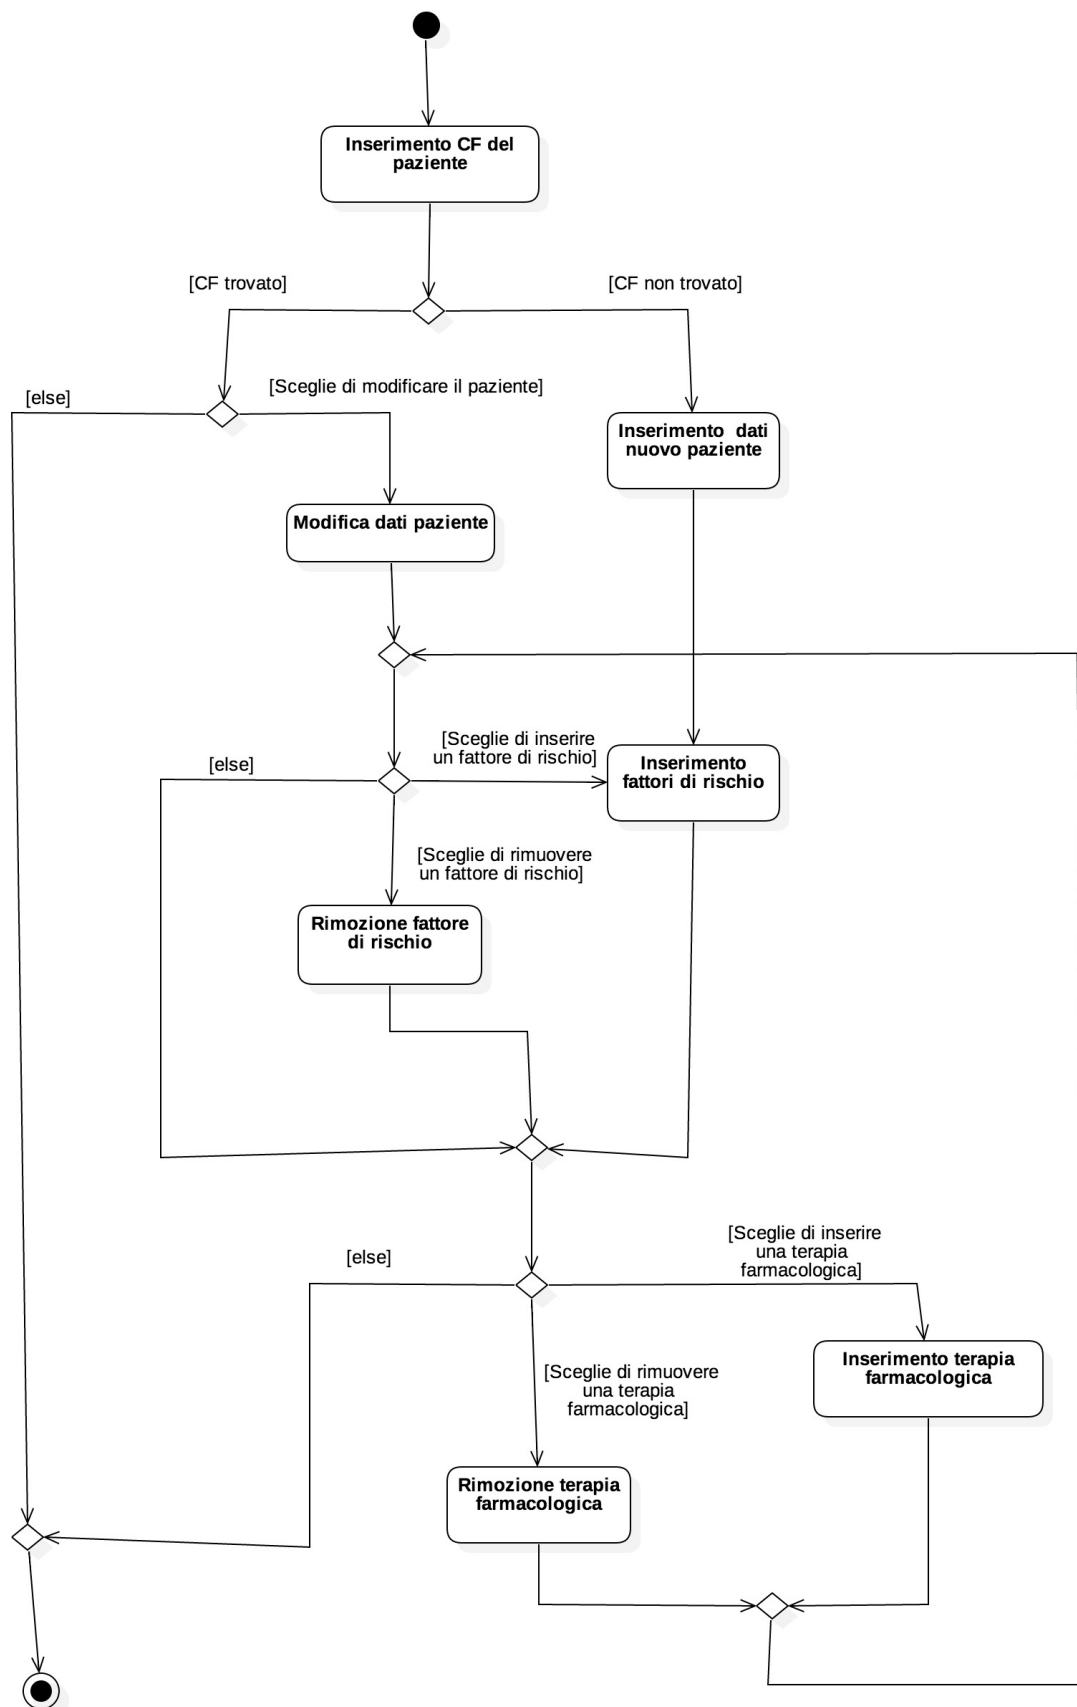 Inserimento CF del
paziente
[CF trovato]
[CF non trovato]
[else]
[Sceglie di modificare il paziente]
Inserimento  dati
nuovo paziente
Modifica dati paziente
[else]
[Sceglie di inserire
un fattore di rischio]
Inserimento
fattori di rischio
[Sceglie di rimuovere
un fattore di rischio]
Rimozione fattore
di rischio
[else]
[Sceglie di inserire
una terapia
farmacologica]
Inserimento terapia
farmacologica
[Sceglie di rimuovere
una terapia
farmacologica]
Rimozione terapia
farmacologica